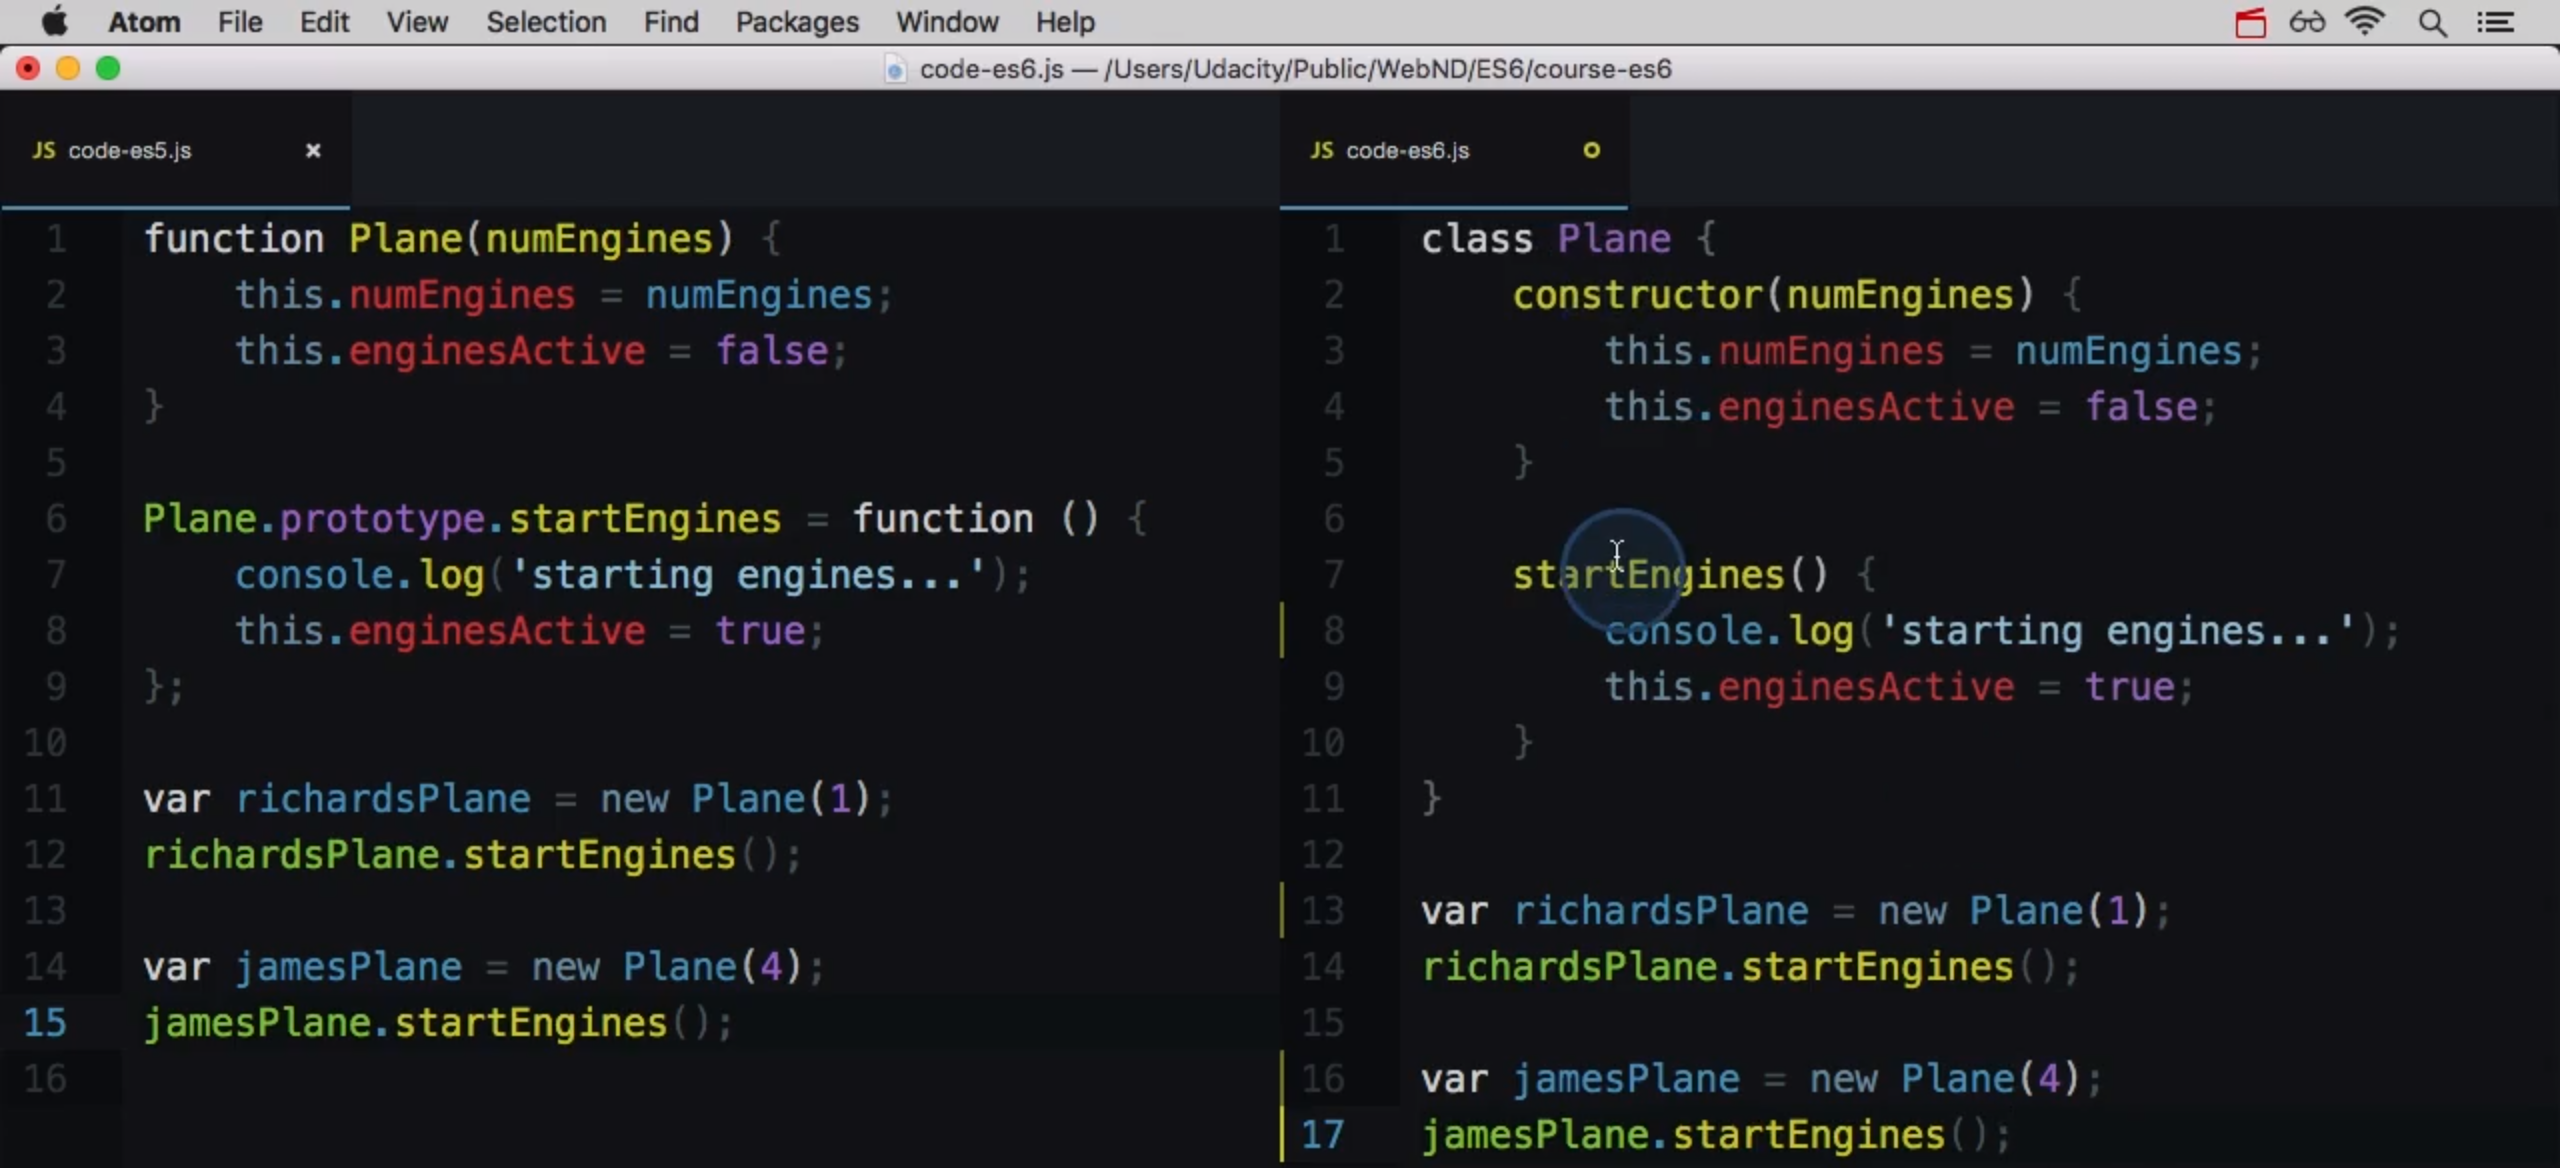 Atom File Edit View Selection Find Packages Window Help
code-es6.js — /Users/Udacity/Public/WebND/ES6/course-es6
JS code-es5.js ×
1 function Plane(numEngines) {
2     this.numEngines = numEngines;
3     this.enginesActive = false;
4 }
5
6 Plane.prototype.startEngines = function () {
7     console.log('starting engines...');
8     this.enginesActive = true;
9 };
10
11 var richardsPlane = new Plane(1);
12 richardsPlane.startEngines();
13
14 var jamesPlane = new Plane(4);
15 jamesPlane.startEngines();
16
JS code-es6.js
1 class Plane {
2     constructor(numEngines) {
3         this.numEngines = numEngines;
4         this.enginesActive = false;
5     }
6
7     startEngines() {
8         console.log('starting engines...');
9         this.enginesActive = true;
10     }
11 }
12
13 var richardsPlane = new Plane(1);
14 richardsPlane.startEngines();
15
16 var jamesPlane = new Plane(4);
17 jamesPlane.startEngines();